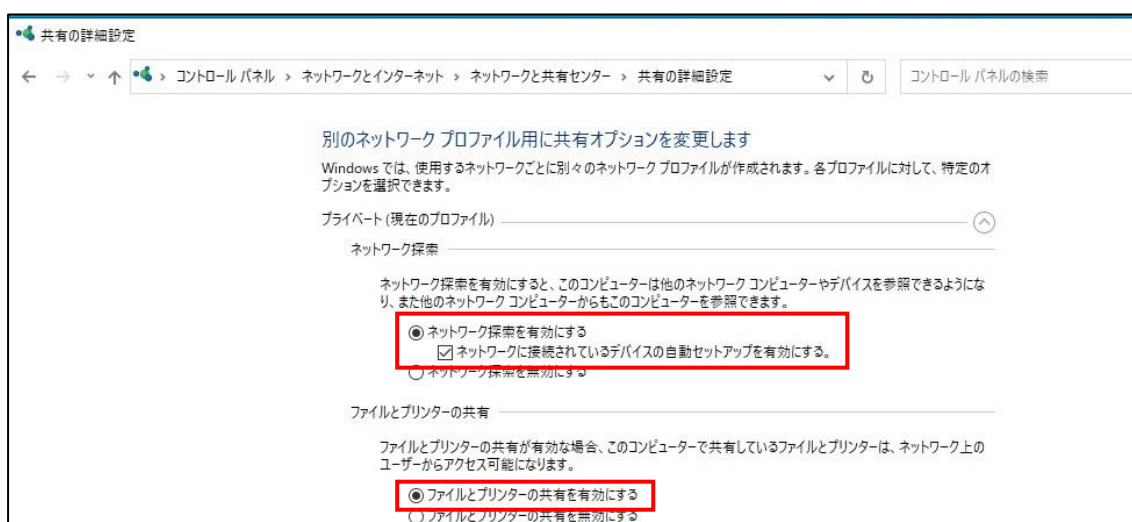 共有の詳細設定
コントロール パネル › ネットワークとインターネット › ネットワークと共有センター › 共有の詳細設定
コントロール パネルの検索
別のネットワーク プロファイル用に共有オプションを変更します
Windows では、使用するネットワークごとに別々のネットワーク プロファイルが作成されます。各プロファイルに対して、特定のオ
プションを選択できます。
プライベート (現在のプロファイル)
ネットワーク探索
ネットワーク探索を有効にすると、このコンピューターは他のネットワーク コンピューターやデバイスを参照できるようにな
り、また他のネットワーク コンピューターからもこのコンピューターを参照できます。
ネットワーク探索を有効にする
ネットワークに接続されているデバイスの自動セットアップを有効にする。
ネットワーク探索を無効にする
ファイルとプリンターの共有
ファイルとプリンターの共有が有効な場合、このコンピューターで共有しているファイルとプリンターは、ネットワーク上の
ユーザーからアクセス可能になります。
ファイルとプリンターの共有を有効にする
ファイルとプリンターの共有を無効にする